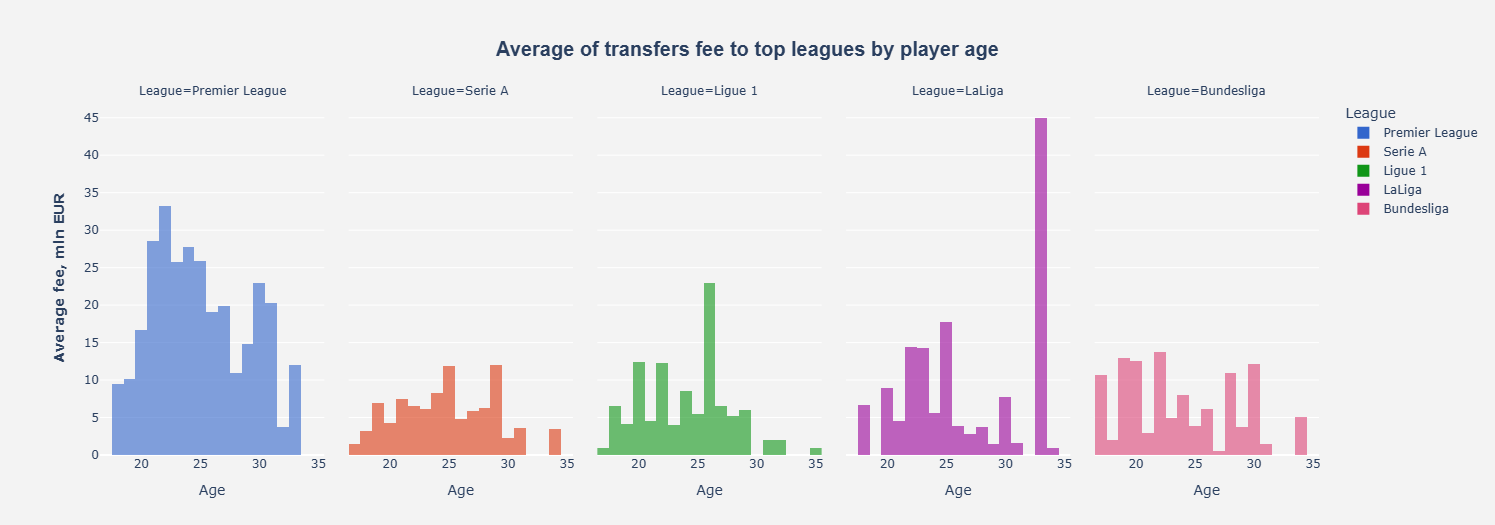 Average of transfers fee to top leagues by player age
League=Premier League
League=Serie A
League=Ligue 1
League=LaLiga
League=Bundesliga
Average fee, mln EUR
45
40
35
30
25
20
15
10
5
0
20 25 30 35
20 25 30 35
20 25 30 35
20 25 30 35
20 25 30 35
Age
Age
Age
Age
Age
League
Premier League
Serie A
Ligue 1
LaLiga
Bundesliga